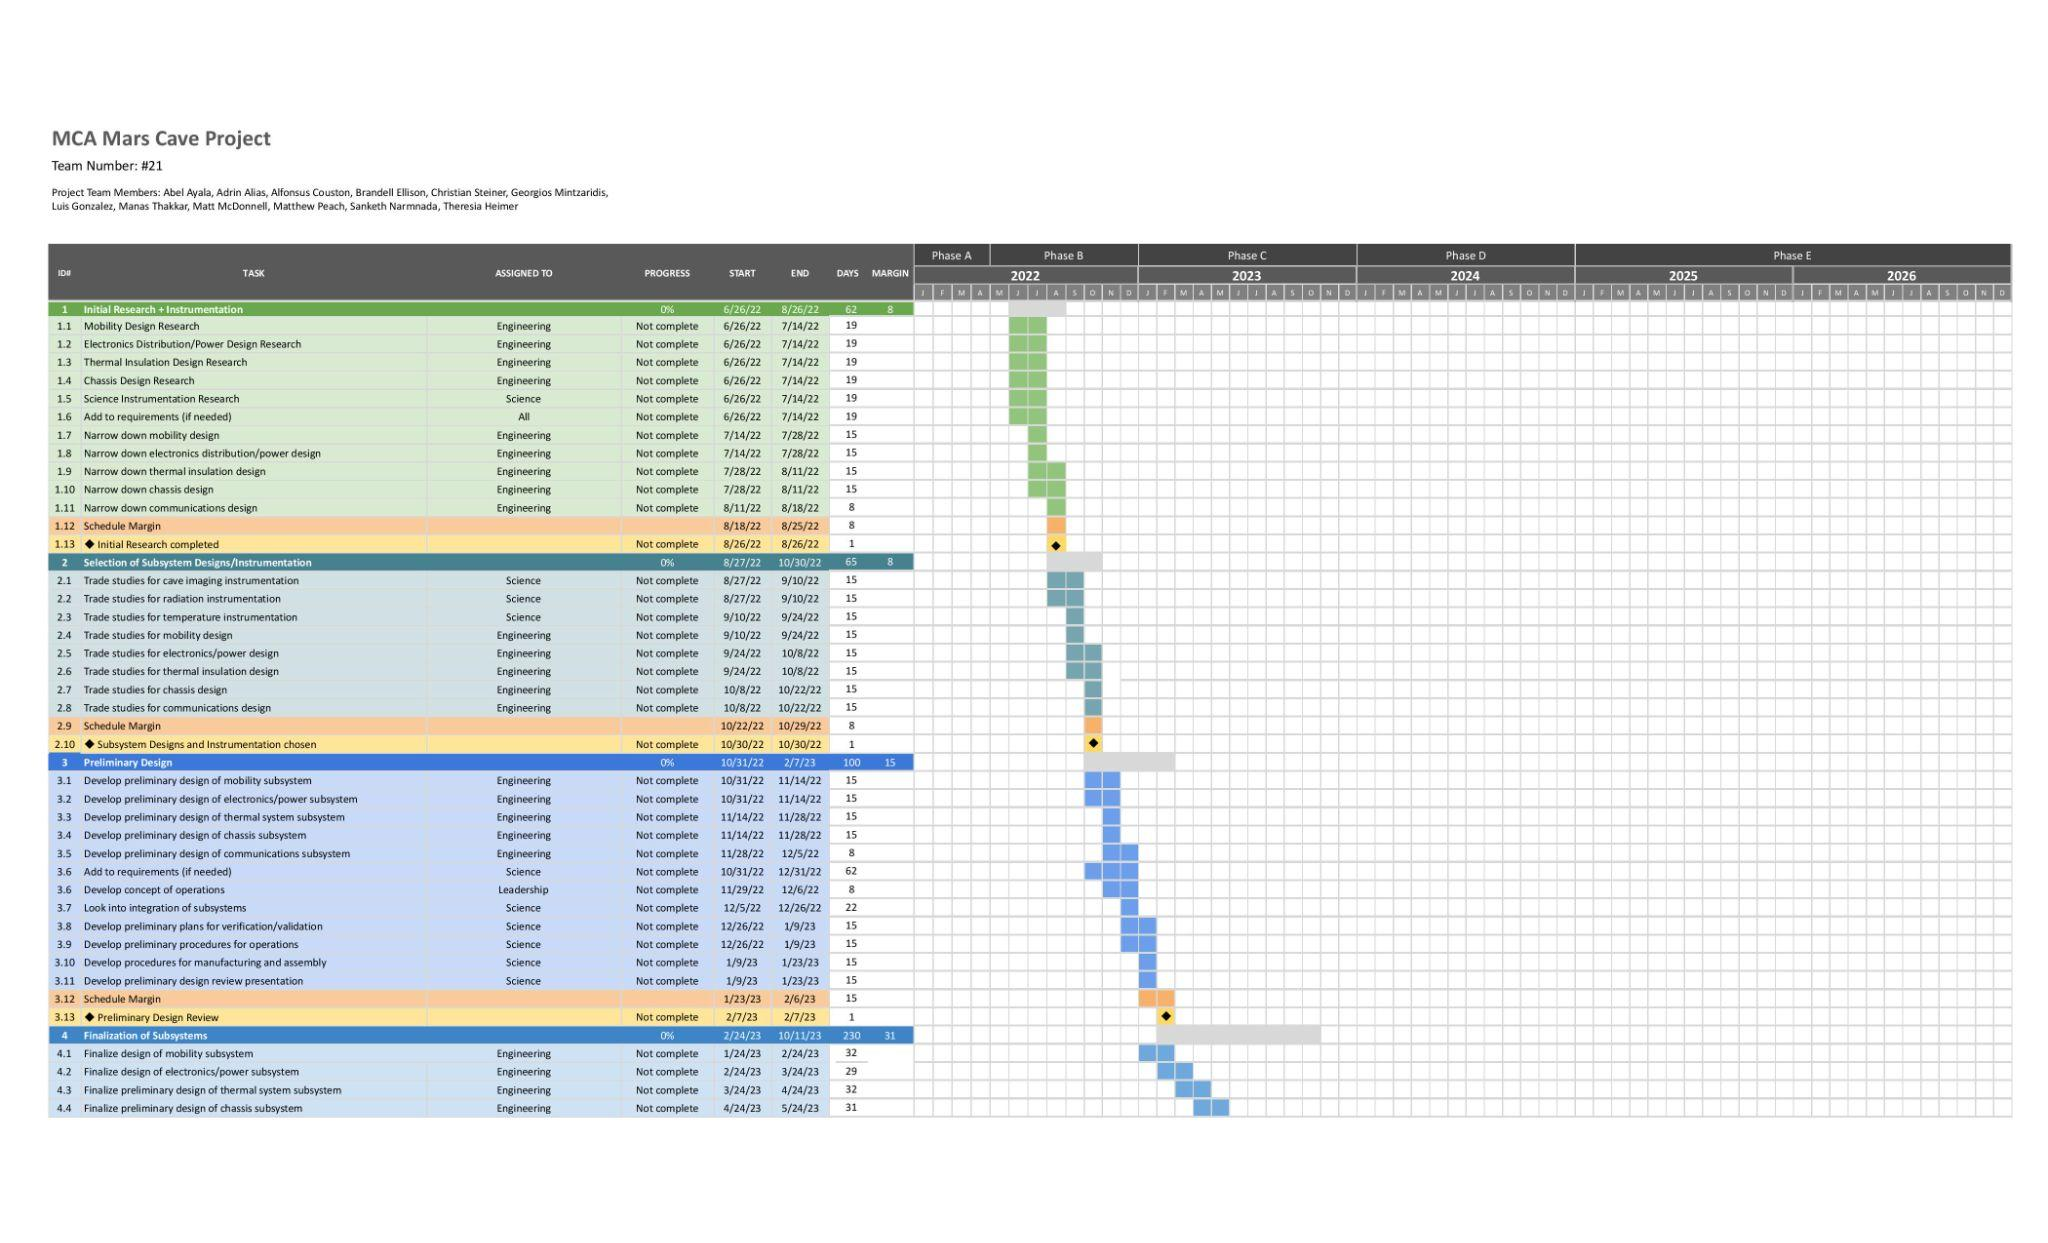 MCA Mars Cave Project
Team Number: #21
Project Team Members: Abel Ayala, Adrin Alias, Alfonsus Couston, Brandell Ellison, Christian Steiner, Georgios Mintzaridis,
Luis Gonzalez, Manas Thakkar, Matt McDonnell, Matthew Peach, Sanketh Narmnada, Theresia Heimer
Phase A Phase B Phase C Phase D Phase E
ID# TASK ASSIGNED TO PROGRESS START END DAYS MARGIN 2022 2023 2024 2025 2026
J F M A M J J A S O N D J F M A M J J A S O N D J F M A M J J A S O N D J F M A M J J A S O N D J F M A M J J A S O N D
1 Initial Research + Instrumentation 0% 6/26/22 8/26/22 62 8
1.1 Mobility Design Research Engineering Not complete 6/26/22 7/14/22 19
1.2 Electronics Distribution/Power Design Research Engineering Not complete 6/26/22 7/14/22 19
1.3 Thermal Insulation Design Research Engineering Not complete 6/26/22 7/14/22 19
1.4 Chassis Design Research Engineering Not complete 6/26/22 7/14/22 19
1.5 Science Instrumentation Research Science Not complete 6/26/22 7/14/22 19
1.6 Add to requirements (if needed) All Not complete 6/26/22 7/14/22 19
1.7 Narrow down mobility design Engineering Not complete 7/14/22 7/28/22 15
1.8 Narrow down electronics distribution/power design Engineering Not complete 7/14/22 7/28/22 15
1.9 Narrow down thermal insulation design Engineering Not complete 7/28/22 8/11/22 15
1.10 Narrow down chassis design Engineering Not complete 7/28/22 8/11/22 15
1.11 Narrow down communications design Engineering Not complete 8/11/22 8/18/22 8
1.12 Schedule Margin 8/18/22 8/25/22 8
1.13 ◆ Initial Research completed Not complete 8/26/22 8/26/22 1
2 Selection of Subsystem Designs/Instrumentation 0% 8/27/22 10/30/22 65 8
2.1 Trade studies for cave imaging instrumentation Science Not complete 8/27/22 9/10/22 15
2.2 Trade studies for radiation instrumentation Science Not complete 8/27/22 9/10/22 15
2.3 Trade studies for temperature instrumentation Science Not complete 9/10/22 9/24/22 15
2.4 Trade studies for mobility design Engineering Not complete 9/10/22 9/24/22 15
2.5 Trade studies for electronics/power design Engineering Not complete 9/24/22 10/8/22 15
2.6 Trade studies for thermal insulation design Engineering Not complete 9/24/22 10/8/22 15
2.7 Trade studies for chassis design Engineering Not complete 10/8/22 10/22/22 15
2.8 Trade studies for communications design Engineering Not complete 10/8/22 10/22/22 15
2.9 Schedule Margin 10/22/22 10/29/22 8
2.10 ◆ Subsystem Designs and Instrumentation chosen Not complete 10/30/22 10/30/22 1
3 Preliminary Design 0% 10/31/22 2/7/23 100 15
3.1 Develop preliminary design of mobility subsystem Engineering Not complete 10/31/22 11/14/22 15
3.2 Develop preliminary design of electronics/power subsystem Engineering Not complete 10/31/22 11/14/22 15
3.3 Develop preliminary design of thermal system subsystem Engineering Not complete 11/14/22 11/28/22 15
3.4 Develop preliminary design of chassis subsystem Engineering Not complete 11/14/22 11/28/22 15
3.5 Develop preliminary design of communications subsystem Engineering Not complete 11/28/22 12/5/22 8
3.6 Add to requirements (if needed) Science Not complete 10/31/22 12/31/22 62
3.6 Develop concept of operations Leadership Not complete 11/29/22 12/6/22 8
3.7 Look into integration of subsystems Science Not complete 12/5/22 12/26/22 22
3.8 Develop preliminary plans for verification/validation Science Not complete 12/26/22 1/9/23 15
3.9 Develop preliminary procedures for operations Science Not complete 12/26/22 1/9/23 15
3.10 Develop procedures for manufacturing and assembly Science Not complete 1/9/23 1/23/23 15
3.11 Develop preliminary design review presentation Science Not complete 1/9/23 1/23/23 15
3.12 Schedule Margin 1/23/23 2/6/23 15
3.13 ◆ Preliminary Design Review Not complete 2/7/23 2/7/23 1
4 Finalization of Subsystems 0% 2/24/23 10/11/23 230 31
4.1 Finalize design of mobility subsystem Engineering Not complete 1/24/23 2/24/23 32
4.2 Finalize design of electronics/power subsystem Engineering Not complete 2/24/23 3/24/23 29
4.3 Finalize preliminary design of thermal system subsystem Engineering Not complete 3/24/23 4/24/23 32
4.4 Finalize preliminary design of chassis subsystem Engineering Not complete 4/24/23 5/24/23 31